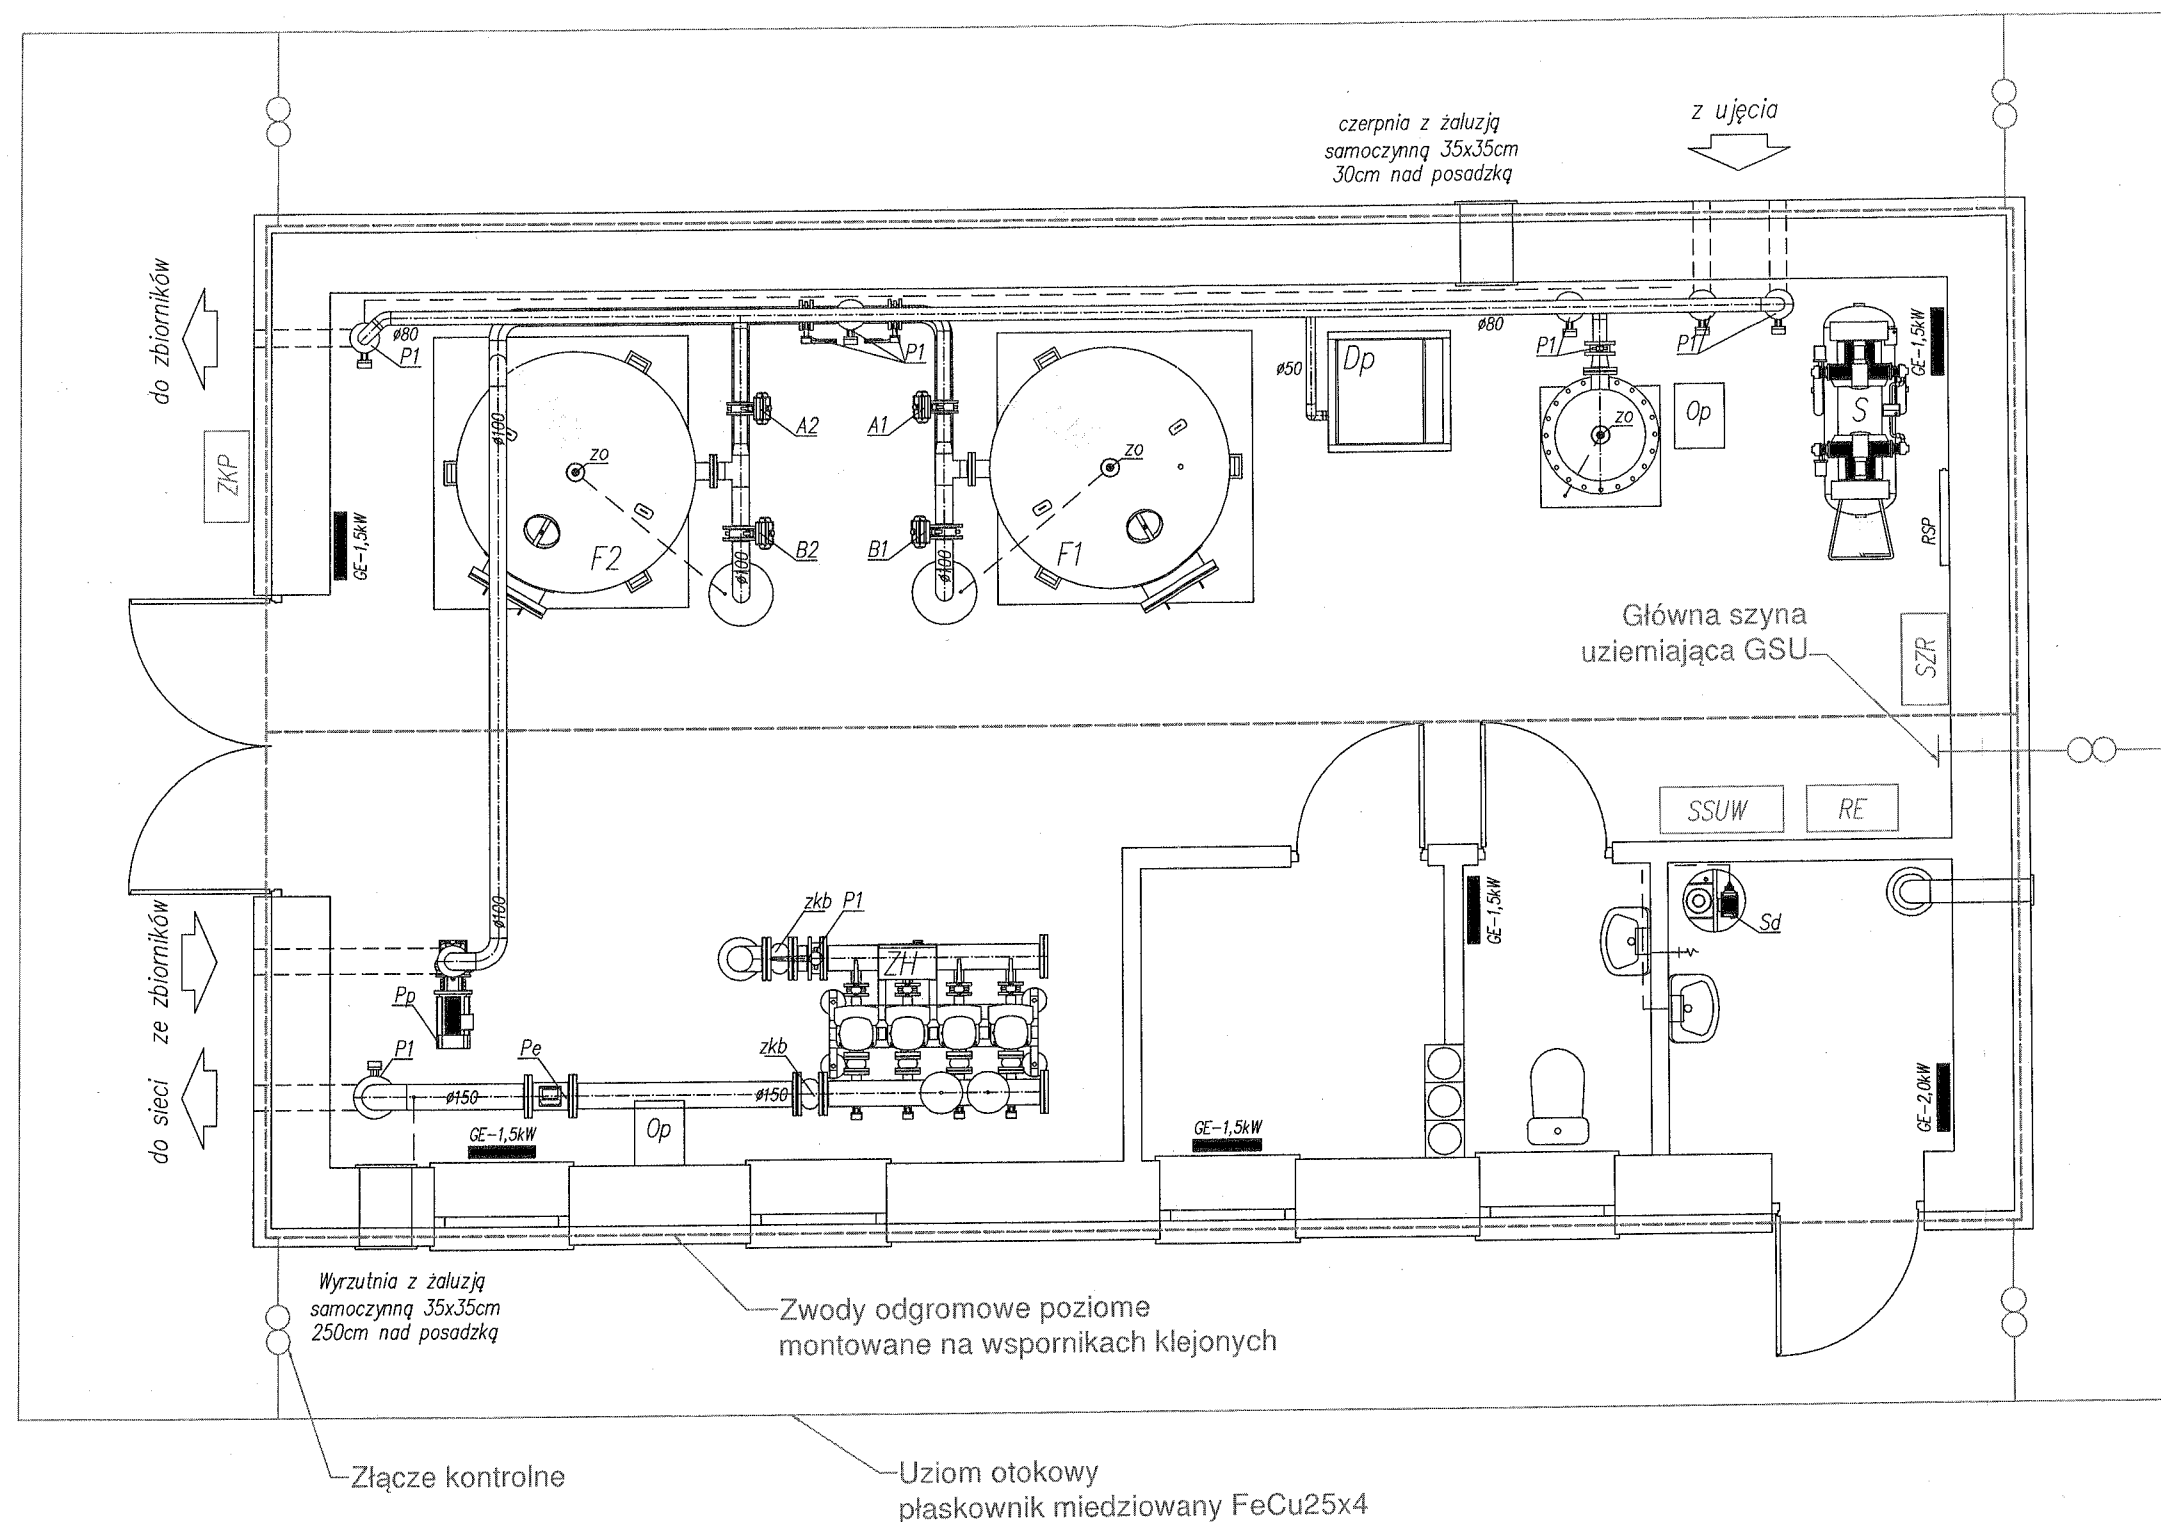 z ujęcia
czerpnia z żaluzją
samoczynną 35x35cm
30cm nad posadzką
do zbiorników
ø80
P1
P1
ø80
P1
P1
ø50
Dp
Op
S
GE-1,5kW
ø100
A2
A1
zo
zo
zo
ZKP
GE-1,5kW
F2
B2
B1
F1
ø100
ø100
RSP
Główna szyna
uziemiająca GSU
SZR
SSUW
RE
ze zbiorników
ø100
zkb
P1
ZH
GE-1,5kW
Sd
Pp
P1
Pe
zkb
do sieci
ø150
ø150
GE-1,5kW
Op
GE-1,5kW
GE-2,0kW
Wyrzutnia z żaluzją
samoczynną 35x35cm
250cm nad posadzką
Zwody odgromowe poziome
montowane na wspornikach klejonych
Złącze kontrolne
Uziom otokowy
płaskownik miedziowany FeCu25x4